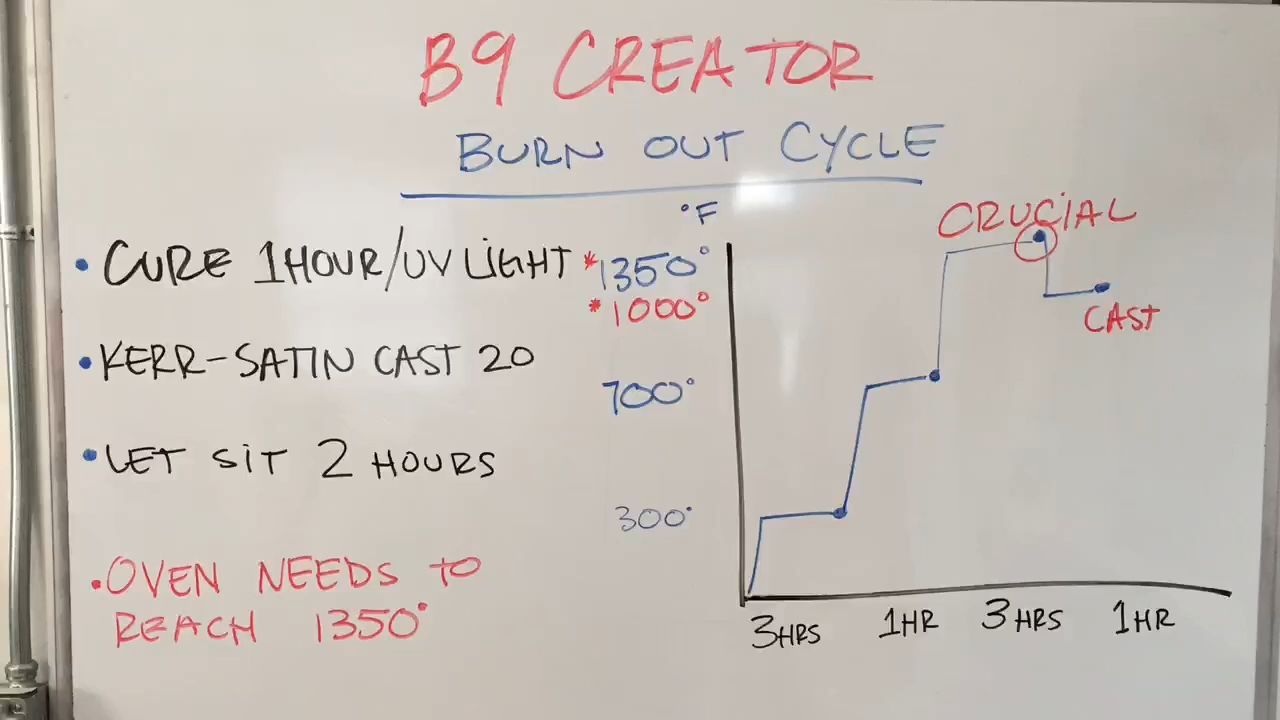 B9 CREATOR
BURN OUT CYCLE
°F
• CURE 1 HOUR/UV LIGHT
*1350°
*1000°
CRUCIAL
CAST
• KERR-SATIN CAST 20
700°
• LET SIT 2 HOURS
300°
• OVEN NEEDS TO
REACH 1350°
3HRS 1HR 3HRS 1HR